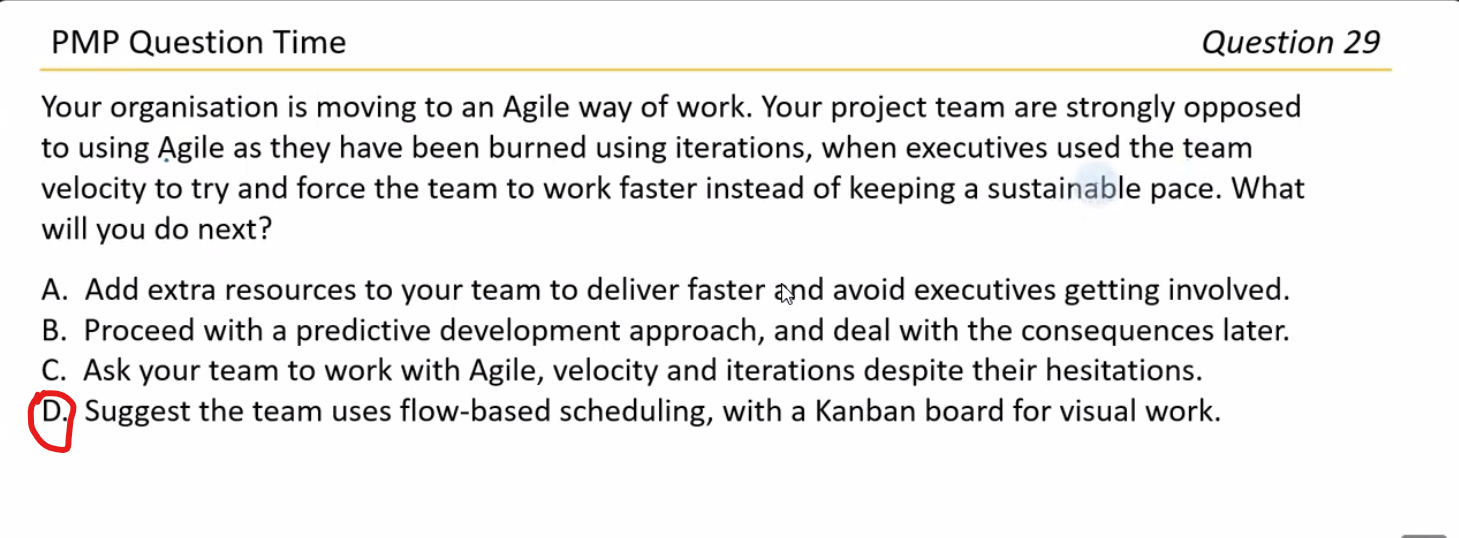 PMP Question Time
Question 29
Your organisation is moving to an Agile way of work. Your project team are strongly opposed
to using Agile as they have been burned using iterations, when executives used the team
velocity to try and force the team to work faster instead of keeping a sustainable pace. What
will you do next?
A. Add extra resources to your team to deliver faster and avoid executives getting involved.
B. Proceed with a predictive development approach, and deal with the consequences later.
C. Ask your team to work with Agile, velocity and iterations despite their hesitations.
D. Suggest the team uses flow-based scheduling, with a Kanban board for visual work.